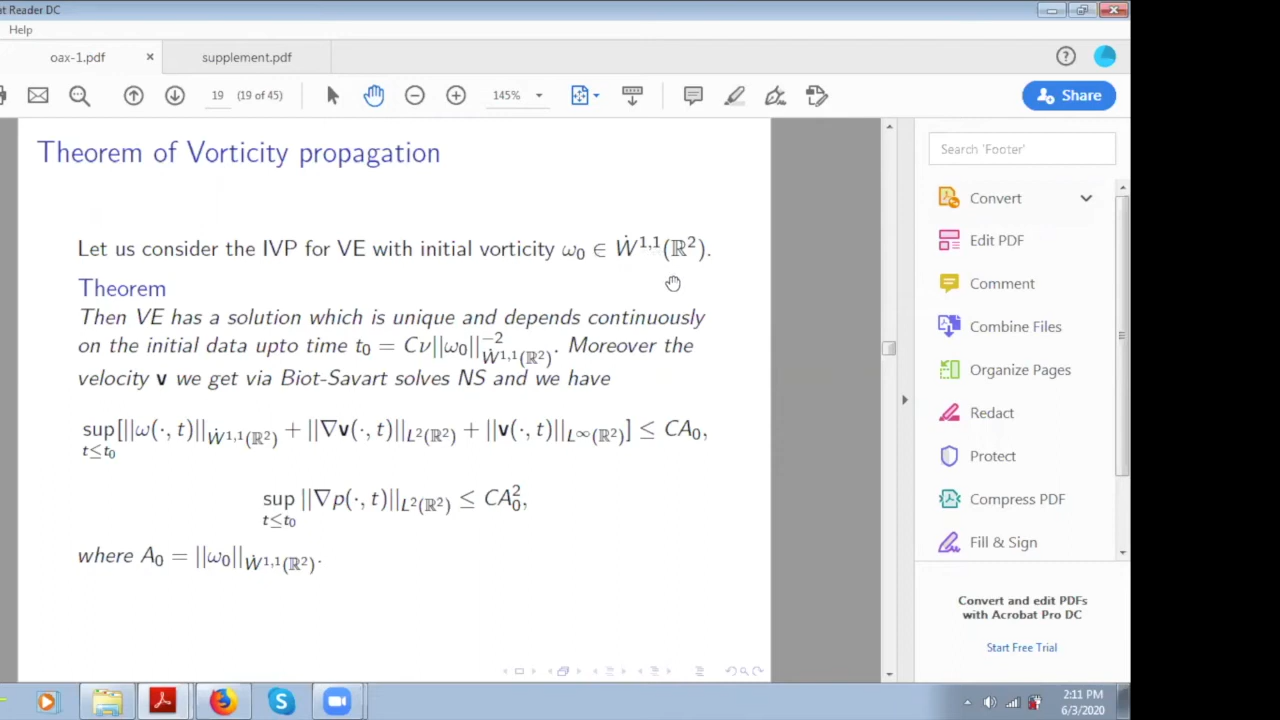 at Reader DC
Help
oax-1.pdf × supplement.pdf
19 (19 of 45) 145% Share
Theorem of Vorticity propagation
Let us consider the IVP for VE with initial vorticity ω₀ ∈ Ẇ^{1,1}(ℝ²).
Theorem
Then VE has a solution which is unique and depends continuously
on the initial data upto time t₀ = Cν||ω₀||^{-2}_{Ẇ^{1,1}(ℝ²)}. Moreover the
velocity v we get via Biot-Savart solves NS and we have
sup_{t≤t₀}[||ω(·, t)||_{Ẇ^{1,1}(ℝ²)} + ||∇v(·, t)||_{L²(ℝ²)} + ||v(·, t)||_{L^∞(ℝ²)}] ≤ CA₀,
sup_{t≤t₀} ||∇p(·, t)||_{L²(ℝ²)} ≤ CA₀²,
where A₀ = ||ω₀||_{Ẇ^{1,1}(ℝ²)}.
Search 'Footer'
Convert
Edit PDF
Comment
Combine Files
Organize Pages
Redact
Protect
Compress PDF
Fill & Sign
Convert and edit PDFs
with Acrobat Pro DC
Start Free Trial
2:11 PM
6/3/2020